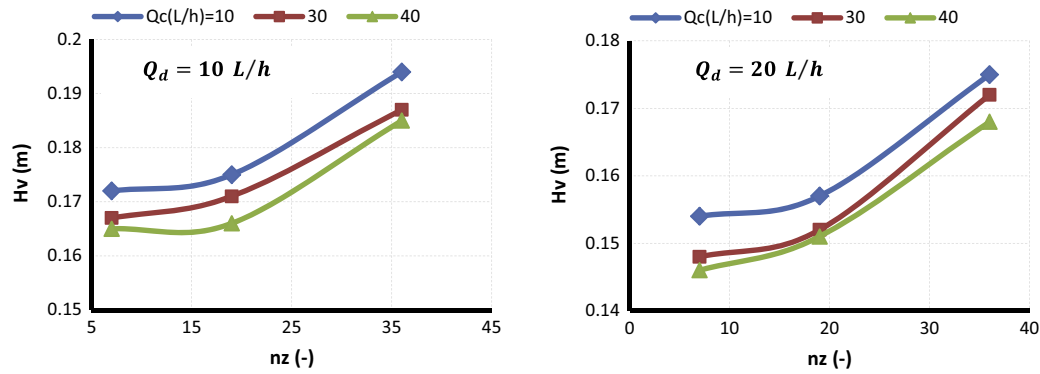 Qc(L/h)=10 30 40
Q_d = 10 L/h
0.2
0.19
0.18
0.17
0.16
0.15
Hv (m)
5 15 25 35 45
nz (-)
Qc(L/h)=10 30 40
Q_d = 20 L/h
0.18
0.17
0.16
0.15
0.14
Hv (m)
0 10 20 30 40
nz (-)